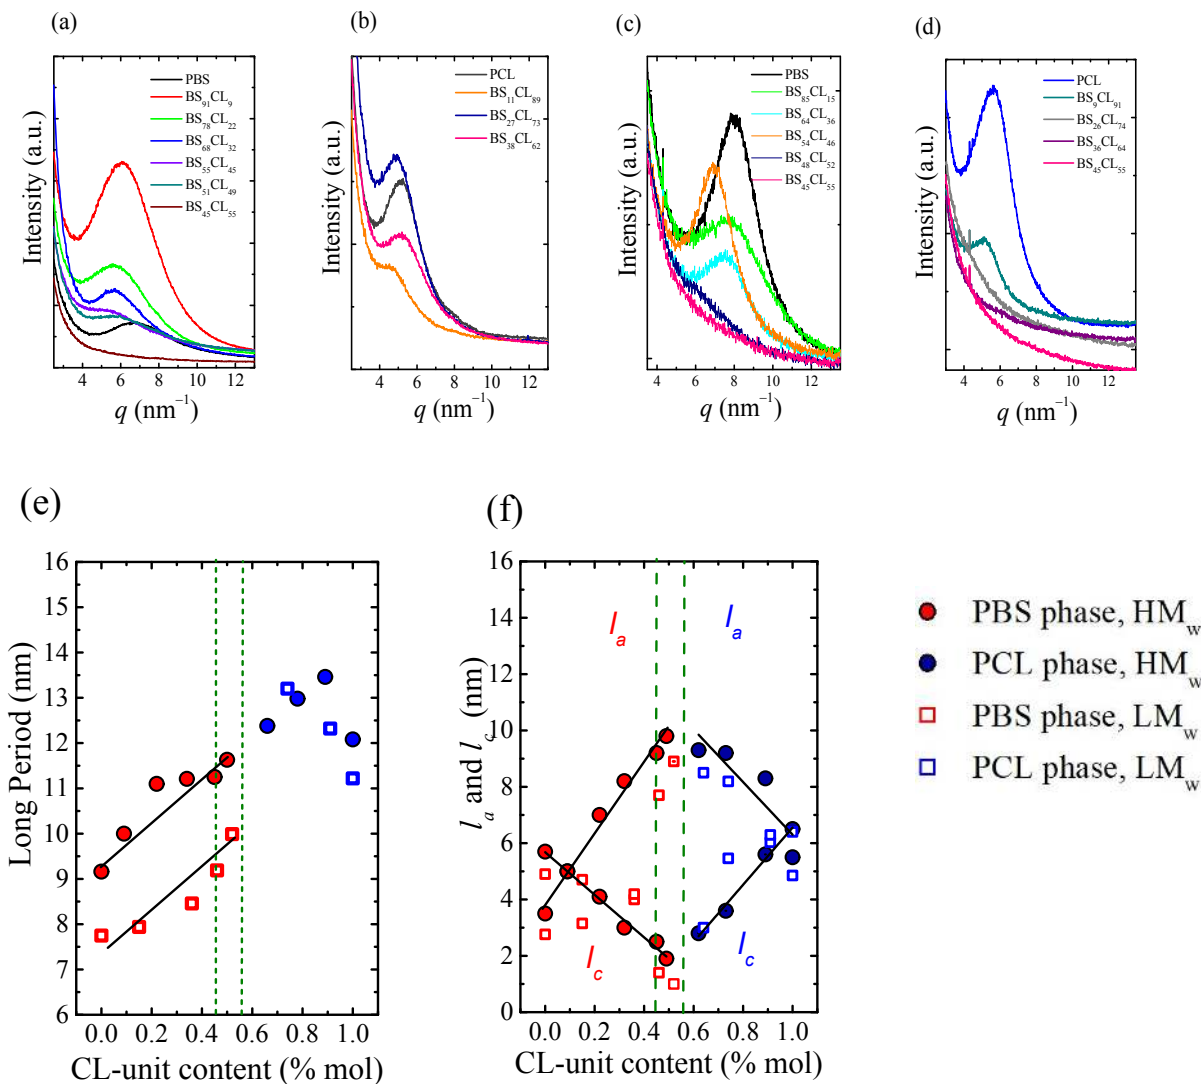 (a)
(b)
(c)
(d)
Intensity (a.u.)
PBS
BS91CL9
BS78CL22
BS68CL32
BS55CL45
BS51CL49
BS45CL55
4 6 8 10 12
q (nm⁻¹)
Intensity (a.u.)
PCL
BS11CL89
BS27CL73
BS38CL62
4 6 8 10 12
q (nm⁻¹)
Intensity (a.u.)
PBS
BS85CL15
BS64CL36
BS54CL46
BS48CL52
BS45CL55
4 6 8 10 12
q (nm⁻¹)
Intensity (a.u.)
PCL
BS9CL91
BS26CL74
BS36CL64
BS45CL55
4 6 8 10 12
q (nm⁻¹)
(e)
Long Period (nm)
16
15
14
13
12
11
10
9
8
7
6
0.0 0.2 0.4 0.6 0.8 1.0
CL-unit content (% mol)
(f)
la and lc (nm)
16
14
12
10
8
6
4
2
0
la
la
lc
lc
0.0 0.2 0.4 0.6 0.8 1.0
CL-unit content (% mol)
PBS phase, HMw
PCL phase, HMw
PBS phase, LMw
PCL phase, LMw